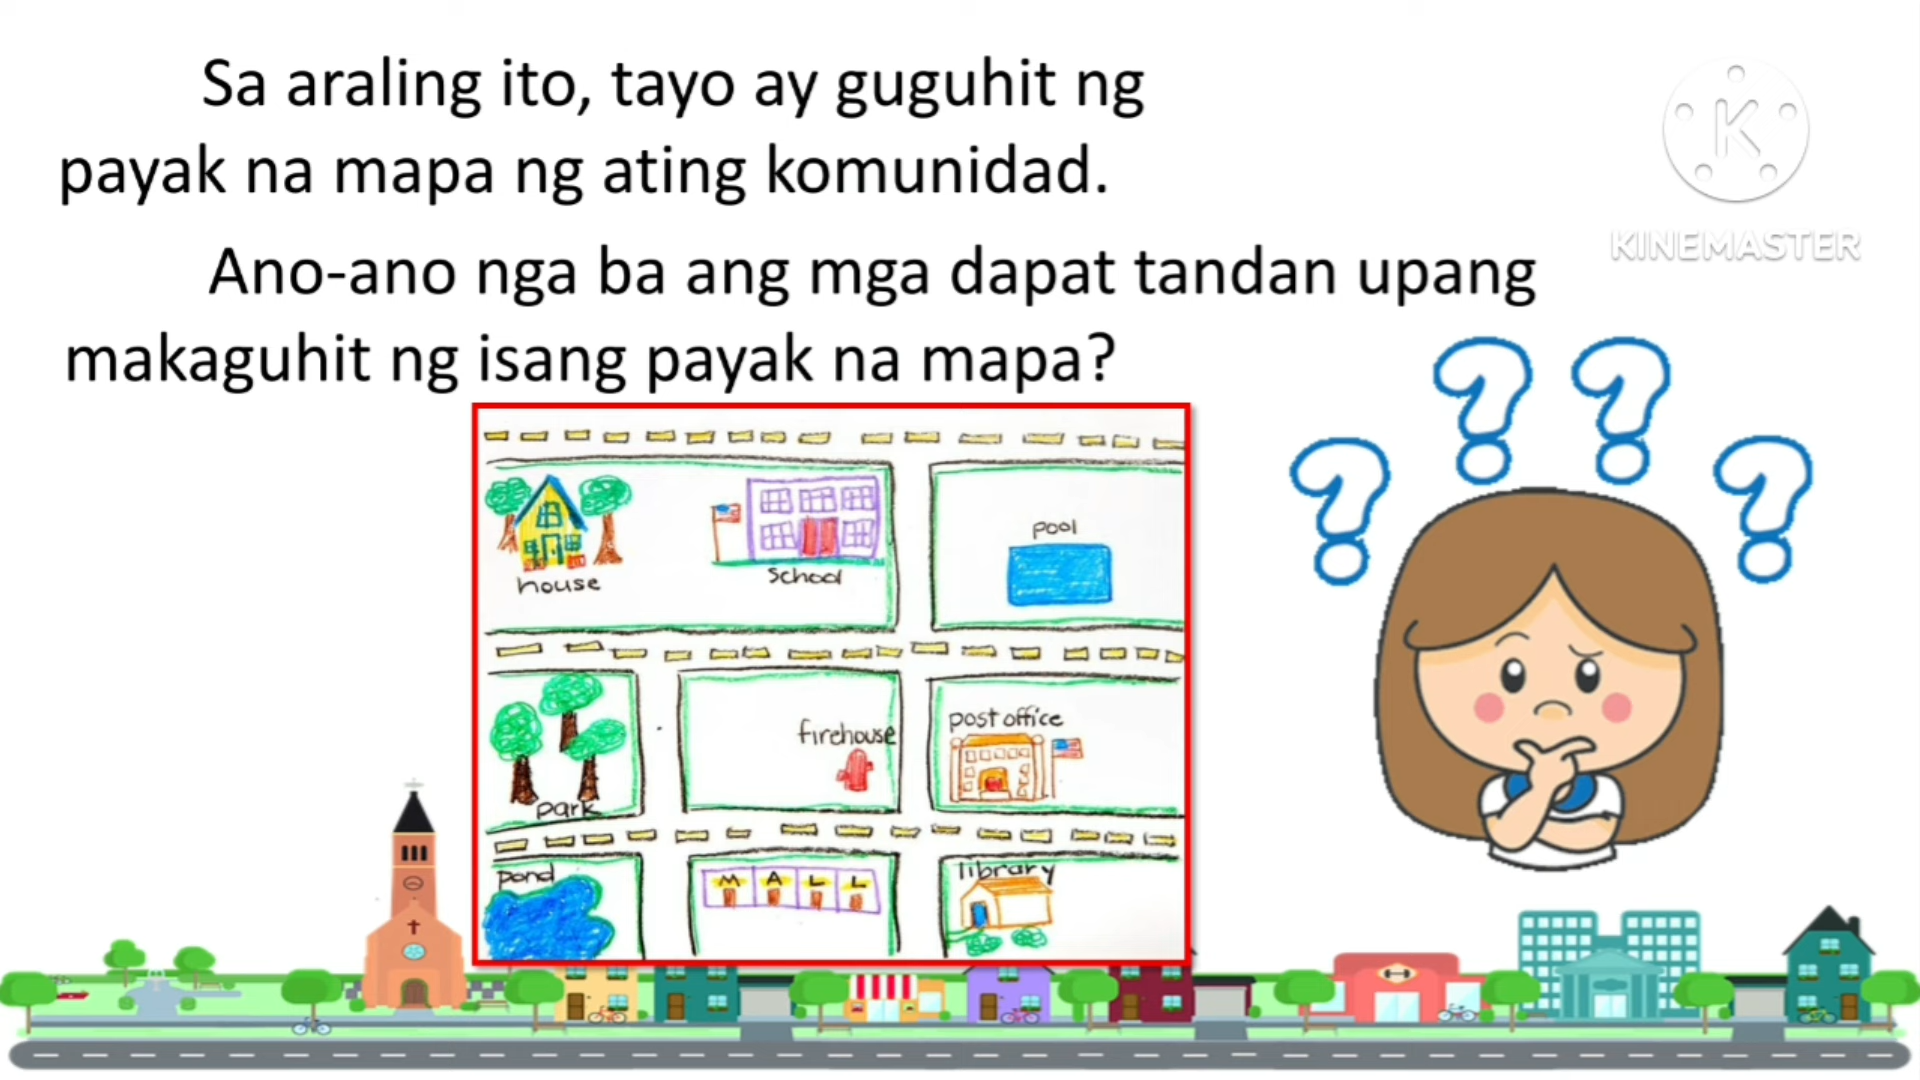 Sa araling ito, tayo ay guguhit ng
payak na mapa ng ating komunidad.
Ano-ano nga ba ang mga dapat tandan upang
makaguhit ng isang payak na mapa?
K
KINEMASTER
house
school
pool
park
firehouse
post office
pond
MALL
library